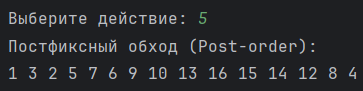 Выберите действие: 5
Постфиксный обход (Post-order):
1 3 2 5 7 6 9 10 13 16 15 14 12 8 4